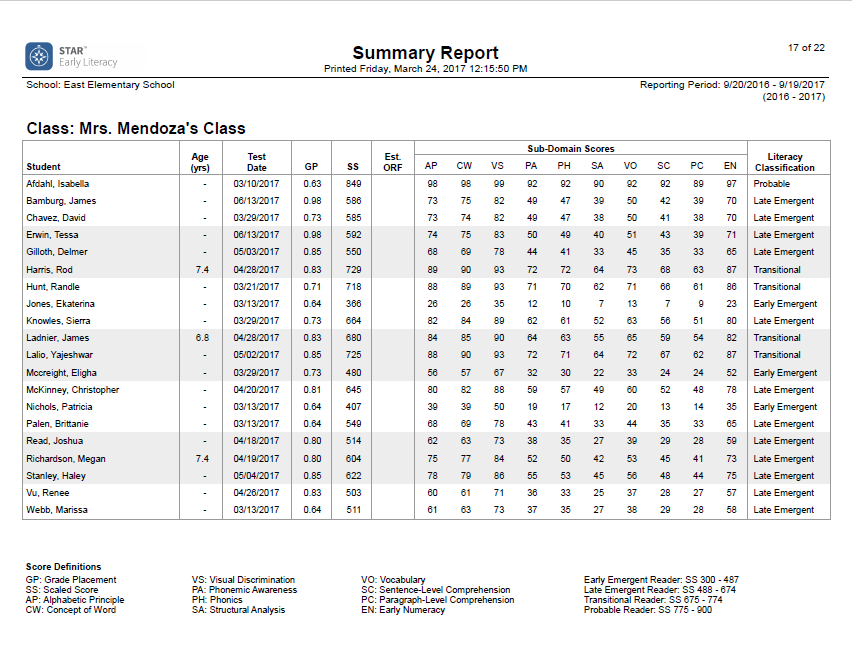 STAR™
Early Literacy
Summary Report
Printed Friday, March 24, 2017 12:15:50 PM
17 of 22
School: East Elementary School
Reporting Period: 9/20/2016 - 9/19/2017
(2016 - 2017)
Class: Mrs. Mendoza's Class
Sub-Domain Scores
Student Age (yrs) Test Date GP SS Est. ORF AP CW VS PA PH SA VO SC PC EN Literacy Classification
Afdahl, Isabella - 03/10/2017 0.63 849 98 98 99 92 92 90 92 92 89 97 Probable
Bamburg, James - 06/13/2017 0.98 586 73 75 82 49 47 39 50 42 39 70 Late Emergent
Chavez, David - 03/29/2017 0.73 585 73 74 82 49 47 38 50 41 38 70 Late Emergent
Erwin, Tessa - 06/13/2017 0.98 592 74 75 83 50 49 40 51 43 39 71 Late Emergent
Gilloth, Delmer - 05/03/2017 0.85 550 68 69 78 44 41 33 45 35 33 65 Late Emergent
Harris, Rod 7.4 04/28/2017 0.83 729 89 90 93 72 72 64 73 68 63 87 Transitional
Hunt, Randle - 03/21/2017 0.71 718 88 89 93 71 70 62 71 66 61 86 Transitional
Jones, Ekaterina - 03/13/2017 0.64 366 26 26 35 12 10 7 13 7 9 23 Early Emergent
Knowles, Sierra - 03/29/2017 0.73 664 82 84 89 62 61 52 63 56 51 80 Late Emergent
Ladnier, James 6.8 04/28/2017 0.83 680 84 85 90 64 63 55 65 59 54 82 Transitional
Lalio, Yajeshwar - 05/02/2017 0.85 725 88 90 93 72 71 64 72 67 62 87 Transitional
Mccreight, Eligha - 03/29/2017 0.73 480 56 57 67 32 30 22 33 24 24 52 Early Emergent
McKinney, Christopher - 04/20/2017 0.81 645 80 82 88 59 57 49 60 52 48 78 Late Emergent
Nichols, Patricia - 03/13/2017 0.64 407 39 39 50 19 17 12 20 13 14 35 Early Emergent
Palen, Brittanie - 03/13/2017 0.64 549 68 69 78 43 41 33 44 35 33 65 Late Emergent
Read, Joshua - 04/18/2017 0.80 514 62 63 73 38 35 27 39 29 28 59 Late Emergent
Richardson, Megan 7.4 04/19/2017 0.80 604 75 77 84 52 50 42 53 45 41 73 Late Emergent
Stanley, Haley - 05/04/2017 0.85 622 78 79 86 55 53 45 56 48 44 75 Late Emergent
Vu, Renee - 04/26/2017 0.83 503 60 61 71 36 33 25 37 28 27 57 Late Emergent
Webb, Marissa - 03/13/2017 0.64 511 61 63 73 37 35 27 38 29 28 58 Late Emergent
Score Definitions
GP: Grade Placement VS: Visual Discrimination VO: Vocabulary Early Emergent Reader: SS 300 - 487
SS: Scaled Score PA: Phonemic Awareness SC: Sentence-Level Comprehension Late Emergent Reader: SS 488 - 674
AP: Alphabetic Principle PH: Phonics PC: Paragraph-Level Comprehension Transitional Reader: SS 675 - 774
CW: Concept of Word SA: Structural Analysis EN: Early Numeracy Probable Reader: SS 775 - 900